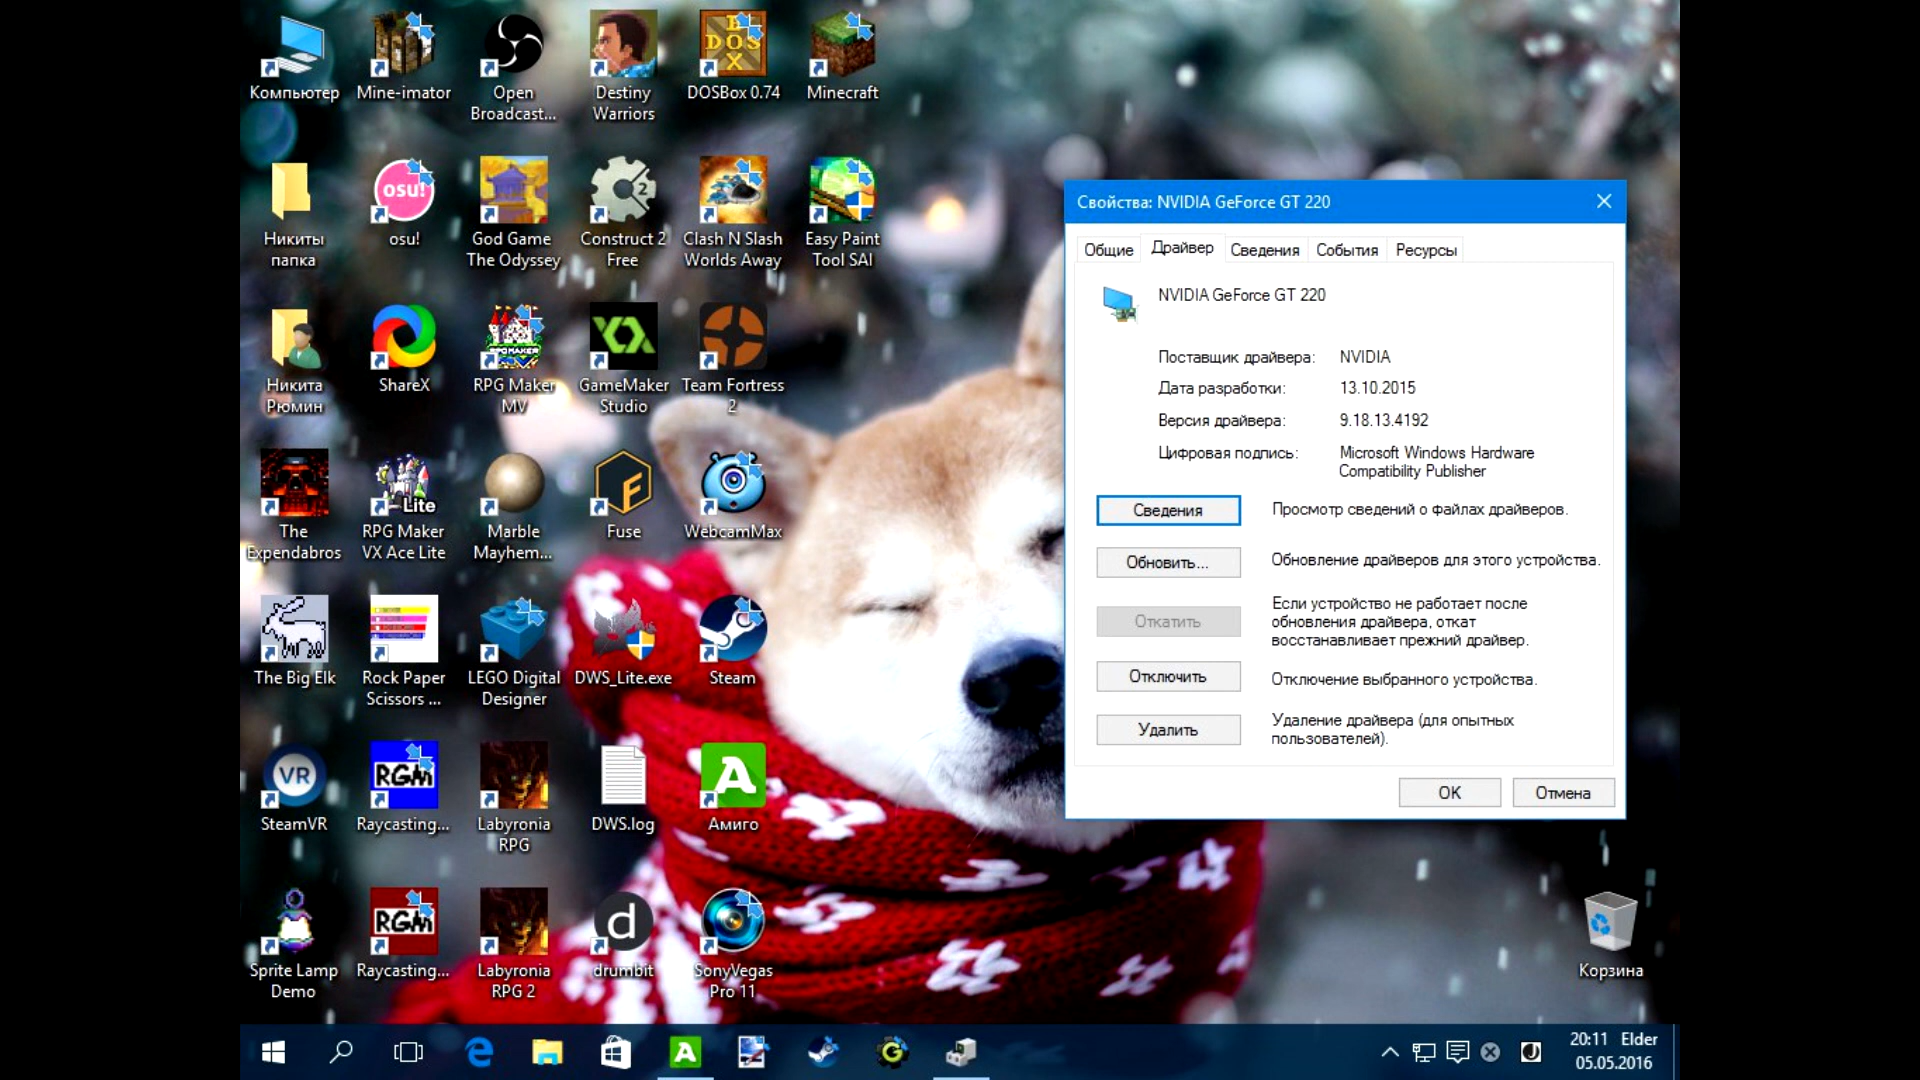 Компьютер
Mine-imator
Open
Broadcast...
Destiny
Warriors
DOSBox 0.74
Minecraft
Никиты
папка
osu!
God Game
The Odyssey
Construct 2
Free
Clash N Slash
Worlds Away
Easy Paint
Tool SAI
Никита
Рюмин
ShareX
RPG Maker
MV
GameMaker
Studio
Team Fortress
2
The
Expendabros
Lite
RPG Maker
VX Ace Lite
Marble
Mayhem...
Fuse
WebcamMax
The Big Elk
Rock Paper
Scissors ...
LEGO Digital
Designer
DWS_Lite.exe
Steam
VR
SteamVR
RGM
Raycasting...
Labyronia
RPG
DWS.log
Амиго
Sprite Lamp
Demo
RGM
Raycasting...
Labyronia
RPG 2
d
drumbit
SonyVegas
Pro 11
Свойства: NVIDIA GeForce GT 220
Общие Драйвер Сведения События Ресурсы
NVIDIA GeForce GT 220
Поставщик драйвера: NVIDIA
Дата разработки: 13.10.2015
Версия драйвера: 9.18.13.4192
Цифровая подпись: Microsoft Windows Hardware
Compatibility Publisher
Сведения Просмотр сведений о файлах драйверов.
Обновить... Обновление драйверов для этого устройства.
Откатить Если устройство не работает после
обновления драйвера, откат
восстанавливает прежний драйвер.
Отключить Отключение выбранного устройства.
Удалить Удаление драйвера (для опытных
пользователей).
OK Отмена
Корзина
20:11 Elder
05.05.2016